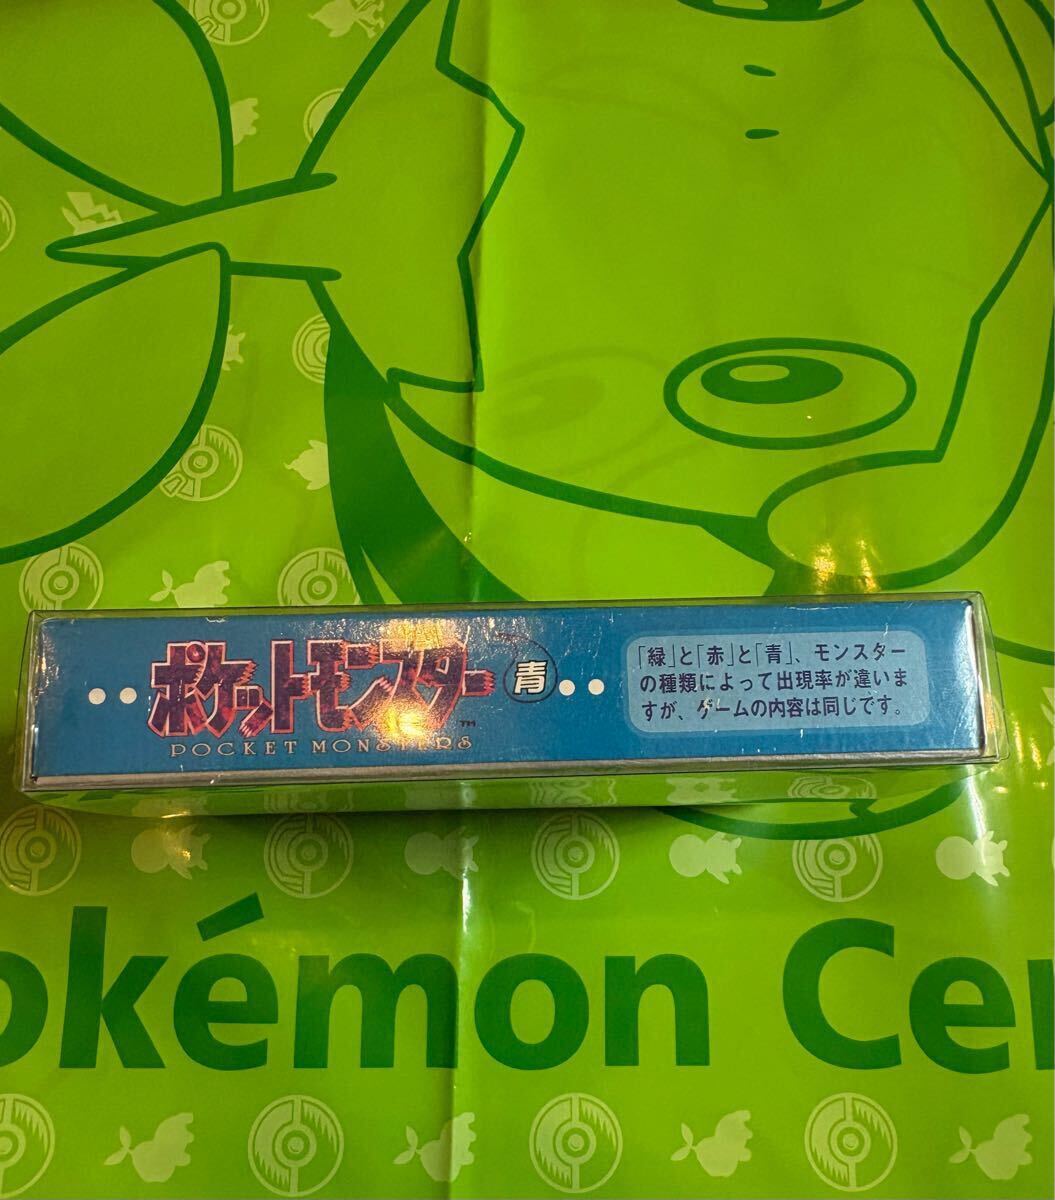 ポケットモンスター 青
TM
POCKET MONSTERS
「緑」と「赤」と「青」、モンスター
の種類によって出現率が違いま
すが、ゲームの内容は同じです。
okémon Cen